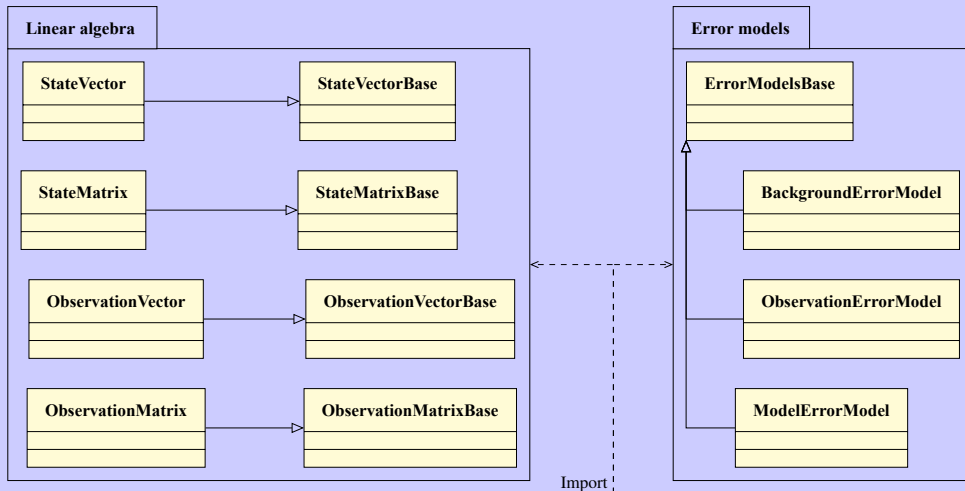 Linear algebra
StateVector
StateVectorBase
StateMatrix
StateMatrixBase
ObservationVector
ObservationVectorBase
ObservationMatrix
ObservationMatrixBase
Error models
ErrorModelsBase
BackgroundErrorModel
ObservationErrorModel
ModelErrorModel
Import